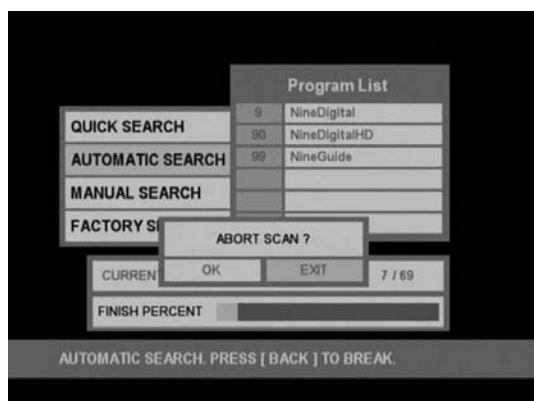 Program List
9 NineDigital
90 NineDigitalHD
99 NineGuide
QUICK SEARCH
AUTOMATIC SEARCH
MANUAL SEARCH
FACTORY
ABORT SCAN ?
OK EXIT
7 / 69
FINISH PERCENT
AUTOMATIC SEARCH. PRESS [ BACK ] TO BREAK.